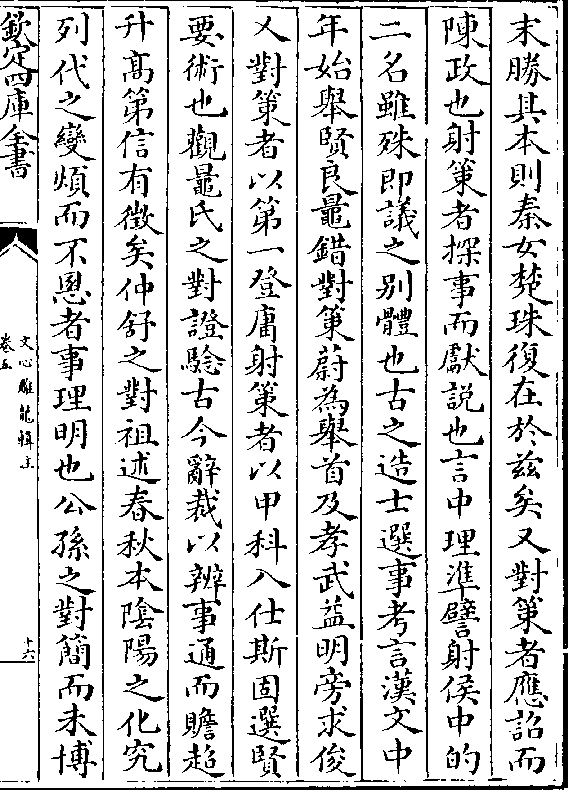 末勝其本則秦女楚珠復在於兹矣又對策者應詔而
陳政也射策者探事而獻說也言中理準譬射侯中的
二名雖殊即議之别體也古之造士選事考言漢文中
年始舉賢良鼂錯對策蔚為舉首及孝武益明旁求俊
乂對策者以第一登庸射策者以甲科入仕斯固選賢
要術也觀鼂氏之對證驗古今辭裁以辨事通而贍超
升髙第信有徵矣仲舒之對祖述春秋本陰陽之化究
列代之變煩而不慁者事理明也公孫之對簡而未博
欽定四庫全書
文心雕龍輯注
卷五
十六